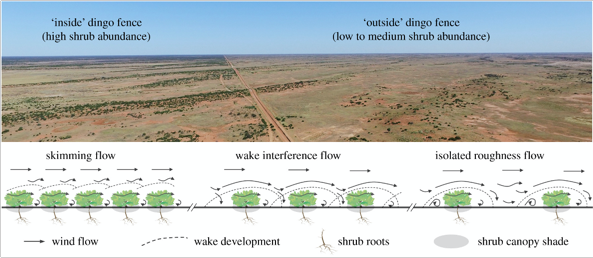 'inside' dingo fence
(high shrub abundance)
'outside' dingo fence
(low to medium shrub abundance)
skimming flow
wake interference flow
isolated roughness flow
wind flow
wake development
shrub roots
shrub canopy shade